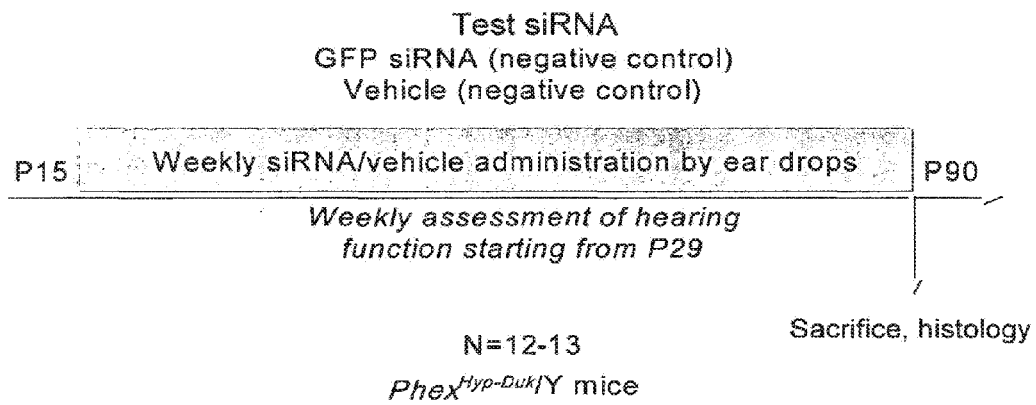 Test siRNA
GFP siRNA (negative control)
Vehicle (negative control)
P15 Weekly siRNA/vehicle administration by ear drops P90
Weekly assessment of hearing
function starting from P29
Sacrifice, histology
N=12-13
Phex^Hyp-Duk/Y mice